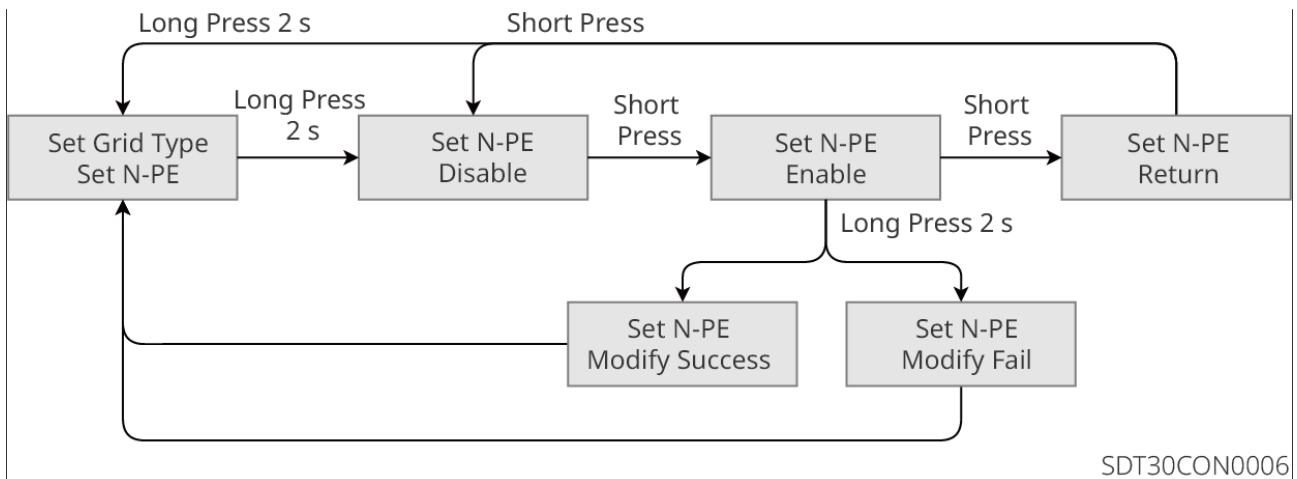 Long Press 2 s
Short Press
Long Press
2 s
Short
Press
Short
Press
Set Grid Type
Set N-PE
Set N-PE
Disable
Set N-PE
Enable
Set N-PE
Return
Long Press 2 s
Set N-PE
Modify Success
Set N-PE
Modify Fail
SDT30CON0006